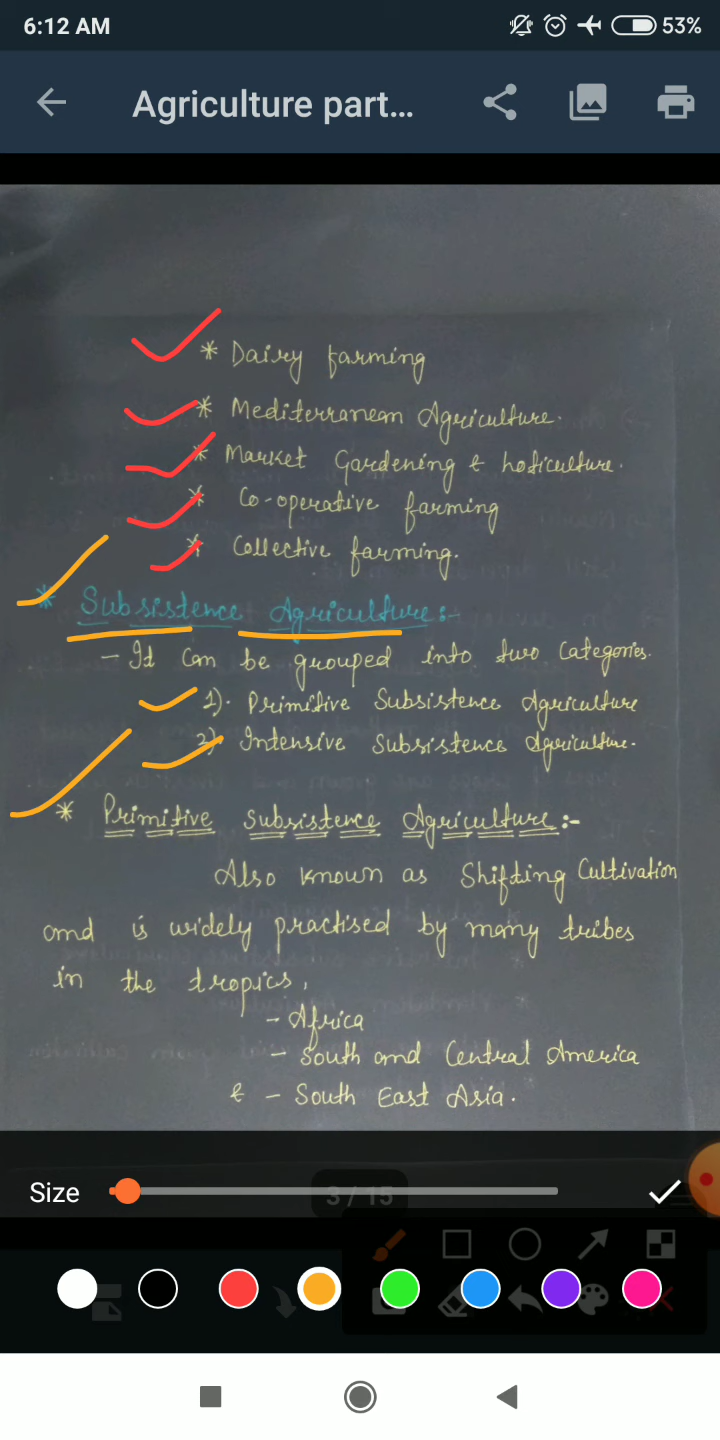 6:12 AM
53%
Agriculture part...
* Dairy farming
* Mediterranean Agriculture.
* Market Gardening & hoticulture.
* Co-operative farming
* Collective farming.
* Subsistence Agriculture:-
- It can be grouped into two Categories.
1). Primitive Subsistence Agriculture
2) Intensive Subsistence Agriculture.
* Primitive Subsistence Agriculture :-
Also known as Shifting Cultivation
and is widely practised by many tribes
in the tropics,
- Africa
- South and Central America
& - South East Asia.
Size
3 / 15